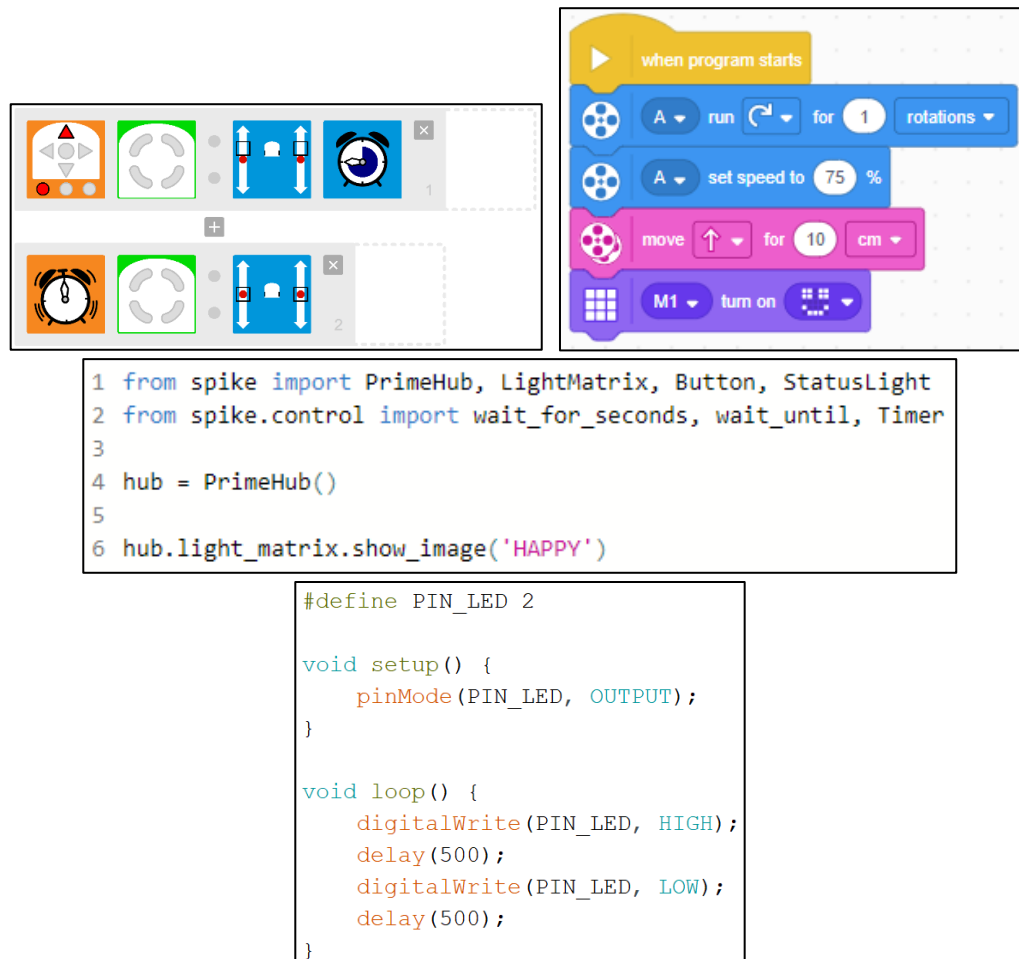 1
2
when program starts
A run for 1 rotations
A set speed to 75 %
move for 10 cm
M1 turn on
1 from spike import PrimeHub, LightMatrix, Button, StatusLight
2 from spike.control import wait_for_seconds, wait_until, Timer
3
4 hub = PrimeHub()
5
6 hub.light_matrix.show_image('HAPPY')
#define PIN_LED 2
void setup() {
pinMode(PIN_LED, OUTPUT);
}
void loop() {
digitalWrite(PIN_LED, HIGH);
delay(500);
digitalWrite(PIN_LED, LOW);
delay(500);
}